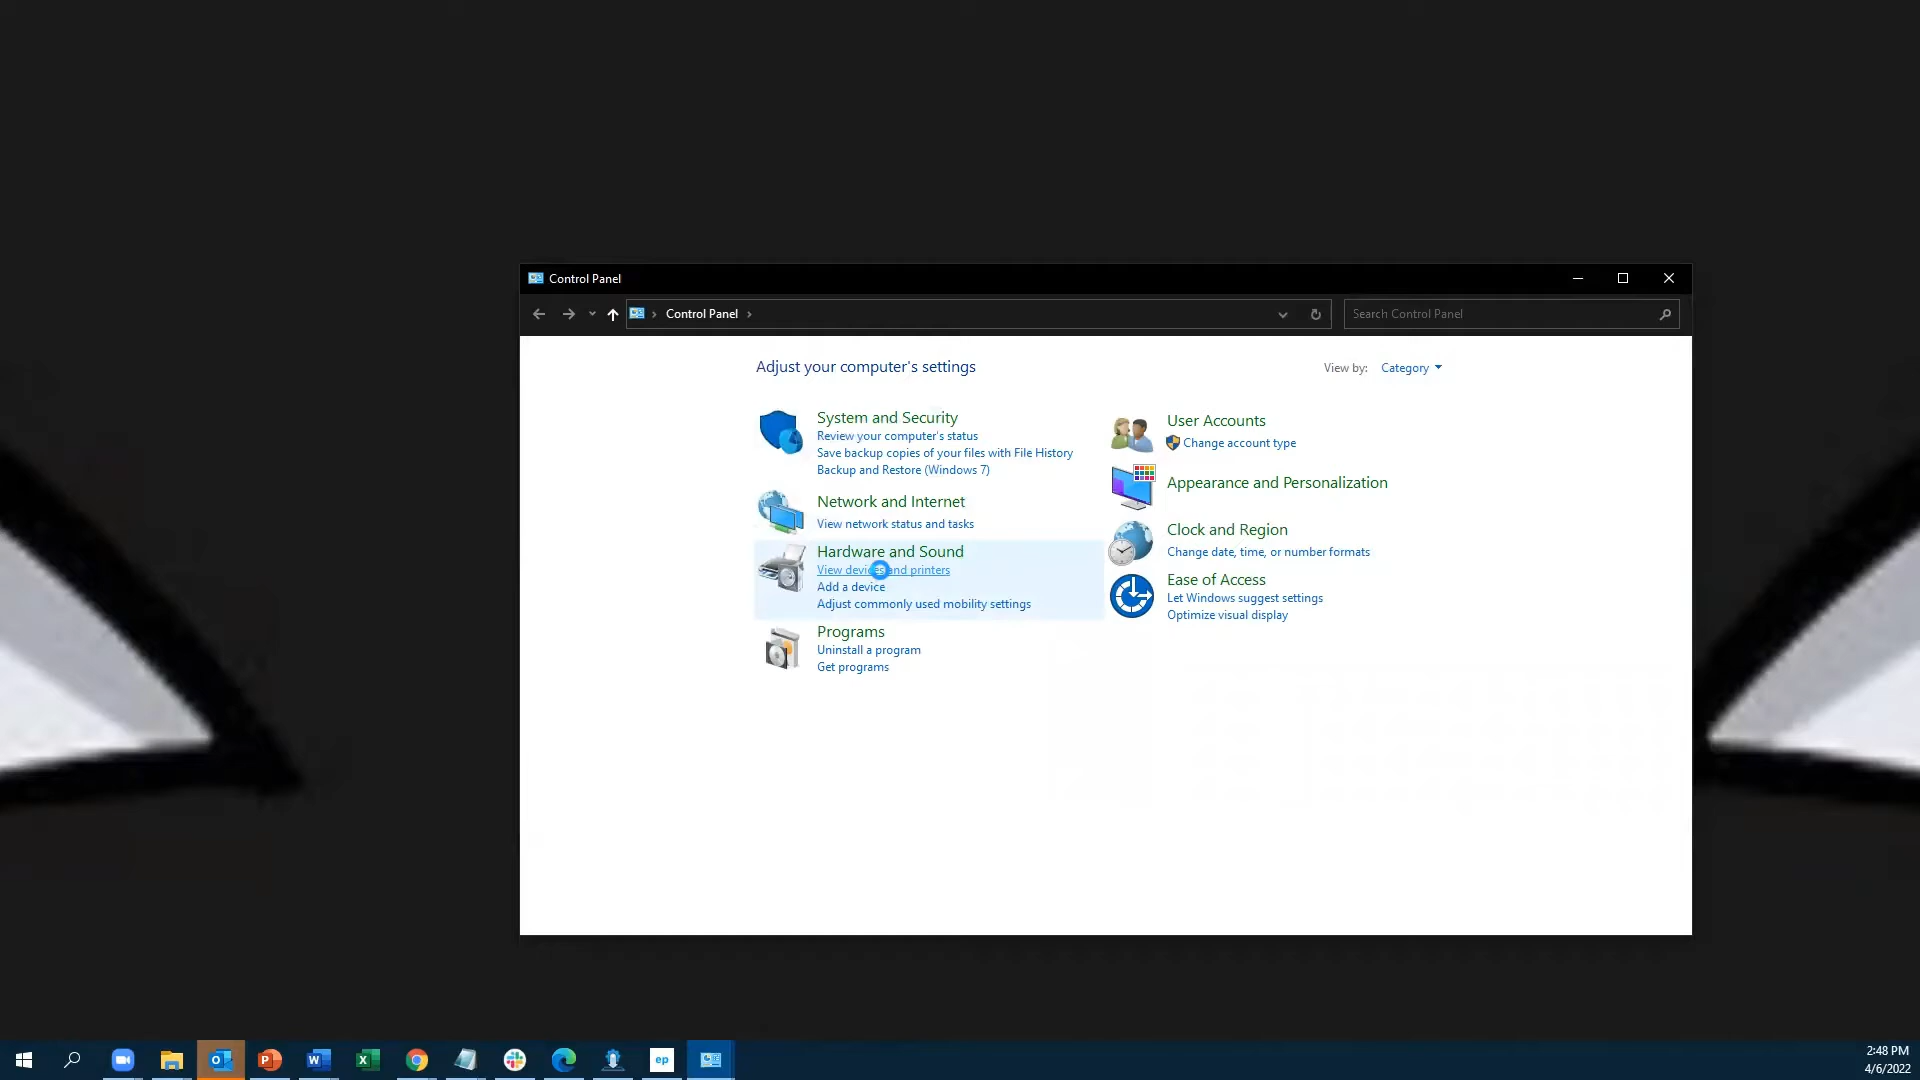 Control Panel
Control Panel
Search Control Panel
Adjust your computer's settings
View by: Category
System and Security
Review your computer's status
Save backup copies of your files with File History
Backup and Restore (Windows 7)
Network and Internet
View network status and tasks
Hardware and Sound
View devices and printers
Add a device
Adjust commonly used mobility settings
Programs
Uninstall a program
Get programs
User Accounts
Change account type
Appearance and Personalization
Clock and Region
Change date, time, or number formats
Ease of Access
Let Windows suggest settings
Optimize visual display
ep
2:48 PM
4/6/2022